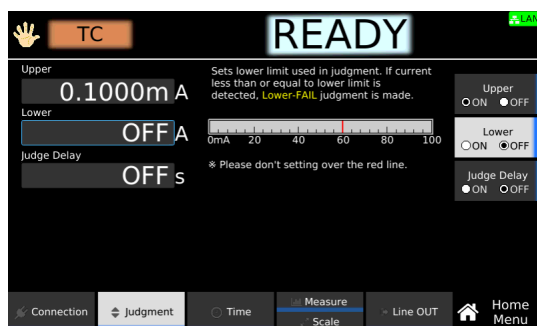 TC
READY
LAN
Upper
0.1000m A
Lower
OFF A
Judge Delay
OFF s
Sets lower limit used in judgment. If current
less than or equal to lower limit is
detected, Lower-FAIL judgment is made.
0mA 20 40 60 80 100
※ Please don't setting over the red line.
Upper
ON OFF
Lower
ON OFF
Judge Delay
ON OFF
Connection
Judgment
Time
Measure
Scale
Line OUT
Home
Menu